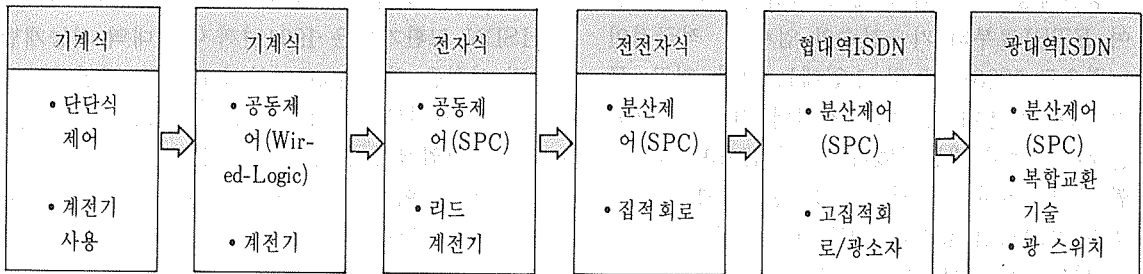 기계식
• 단단식
제어
• 계전기
사용
기계식
• 공동제
어(Wir-
ed-Logic)
• 계전기
전자식
• 공동제
어(SPC)
• 리드
계전기
전전자식
• 분산제
어(SPC)
• 집적회로
협대역ISDN
• 분산제어
(SPC)
• 고집적회
로/광소자
광대역ISDN
• 분산제어
(SPC)
• 복합교환
기술
• 광 스위치